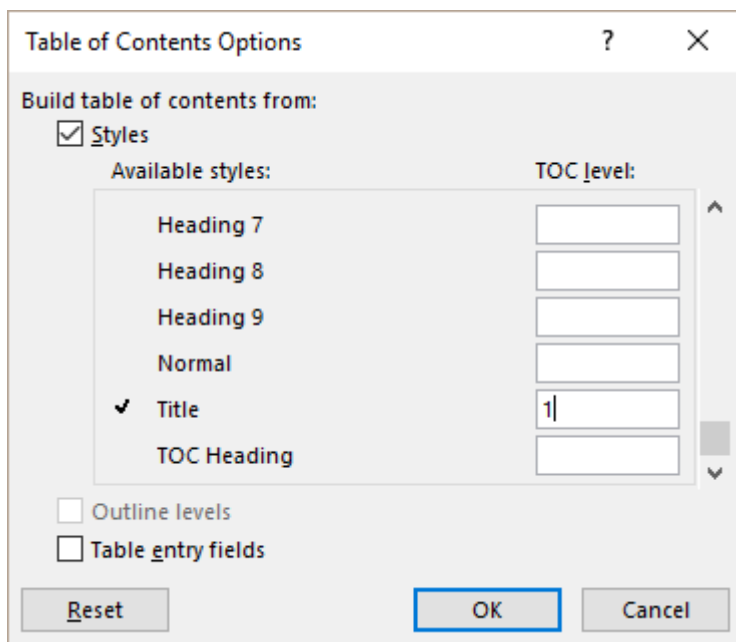 Table of Contents Options ?
Build table of contents from:
Styles
Available styles: TOC level:
Heading 7
Heading 8
Heading 9
Normal
Title 1
TOC Heading
Outline levels
Table entry fields
Reset OK Cancel